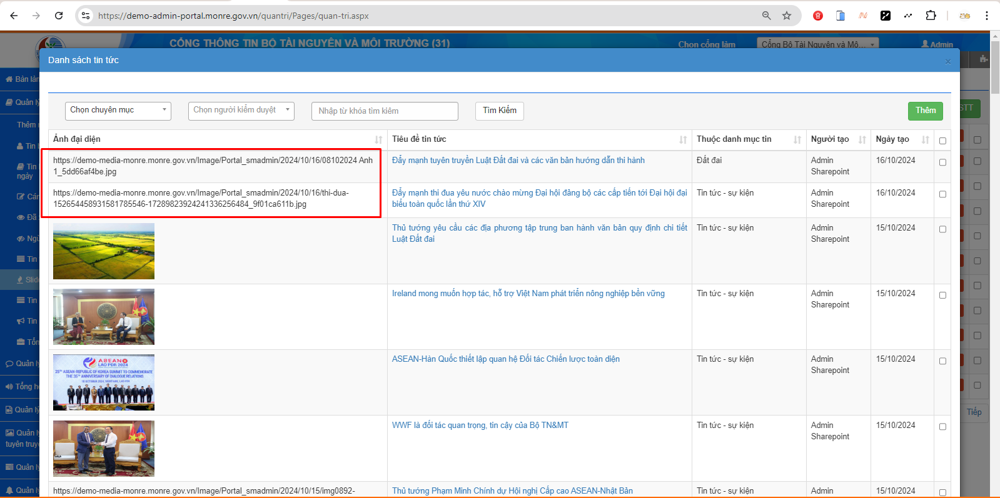 https://demo-admin-portal.monre.gov.vn/quantri/Pages/quan-tri.aspx
CỔNG THÔNG TIN BỘ TÀI NGUYÊN VÀ MÔI TRƯỜNG (31)
Chọn cổng làm
Cổng Bộ Tài Nguyên và Mô...
Admin
Danh sách tin tức
×
Chọn chuyên mục
Chọn người kiểm duyệt
Nhập từ khóa tìm kiếm
Tìm Kiếm
Thêm
STT
Ảnh đại diện
Tiêu đề tin tức
Thuộc danh mục tin
Người tạo
Ngày tạo
https://demo-media-monre.monre.gov.vn/Image/Portal_smadmin/2024/10/16/08102024 Anh
1_5dd66af4be.jpg
Đẩy mạnh tuyên truyền Luật Đất đai và các văn bản hướng dẫn thi hành
Đất đai
Admin
Sharepoint
16/10/2024
https://demo-media-monre.monre.gov.vn/Image/Portal_smadmin/2024/10/16/thi-dua-
152654458931581785546-17289823924241336256484_9f01ca611b.jpg
Đẩy mạnh thi đua yêu nước chào mừng Đại hội đảng bộ các cấp tiến tới Đại hội đại
biểu toàn quốc lần thứ XIV
Tin tức - sự kiện
Admin
Sharepoint
16/10/2024
Thủ tướng yêu cầu các địa phương tập trung ban hành văn bản quy định chi tiết
Luật Đất đai
Tin tức - sự kiện
Admin
Sharepoint
15/10/2024
Ireland mong muốn hợp tác, hỗ trợ Việt Nam phát triển nông nghiệp bền vững
Tin tức - sự kiện
Admin
Sharepoint
15/10/2024
ASEAN
LAO PDR 2024
25TH ASEAN-REPUBLIC OF KOREA SUMMIT TO COMMEMORATE
THE 35TH ANNIVERSARY OF DIALOGUE RELATIONS
10 OCTOBER 2024, VIENTIANE, LAO PDR
ASEAN-Hàn Quốc thiết lập quan hệ Đối tác Chiến lược toàn diện
Tin tức - sự kiện
Admin
Sharepoint
15/10/2024
WWF là đối tác quan trọng, tin cậy của Bộ TN&MT
Tin tức - sự kiện
Admin
Sharepoint
15/10/2024
https://demo-media-monre.monre.gov.vn/Image/Portal_smadmin/2024/10/15/img0892-
Thủ tướng Phạm Minh Chính dự Hội nghị Cấp cao ASEAN-Nhật Bản
Tin tức - sự kiện
Admin
15/10/2024
Bàn làn
Quản lý
Thêm
Tin
Tin
ngày
Đã
Ngừ
Tin
Slide
Tin
Tin
Quản lý
Tổng h
Quản lý
Quản lý
tuyên truy
Quản lý
Quản lý
Tiếp